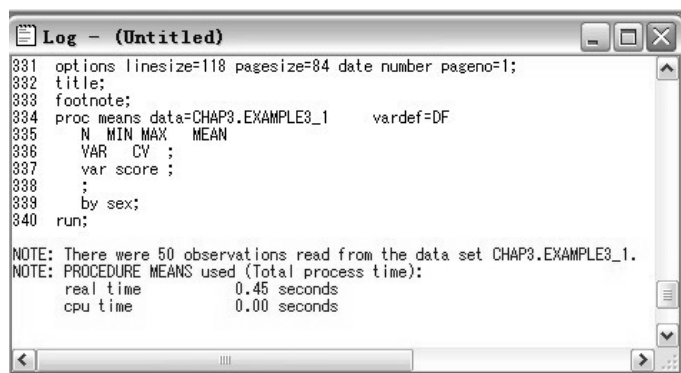 Log - (Untitled)
331 options linesize=118 pagesize=84 date number pageno=1;
332 title;
333 footnote;
334 proc means data=CHAP3.EXAMPLE3_1 vardef=DF
335 N MIN MAX MEAN
336 VAR CV ;
337 var score ;
338 ;
339 by sex;
340 run;
NOTE: There were 50 observations read from the data set CHAP3.EXAMPLE3_1.
NOTE: PROCEDURE MEANS used (Total process time):
real time 0.45 seconds
cpu time 0.00 seconds